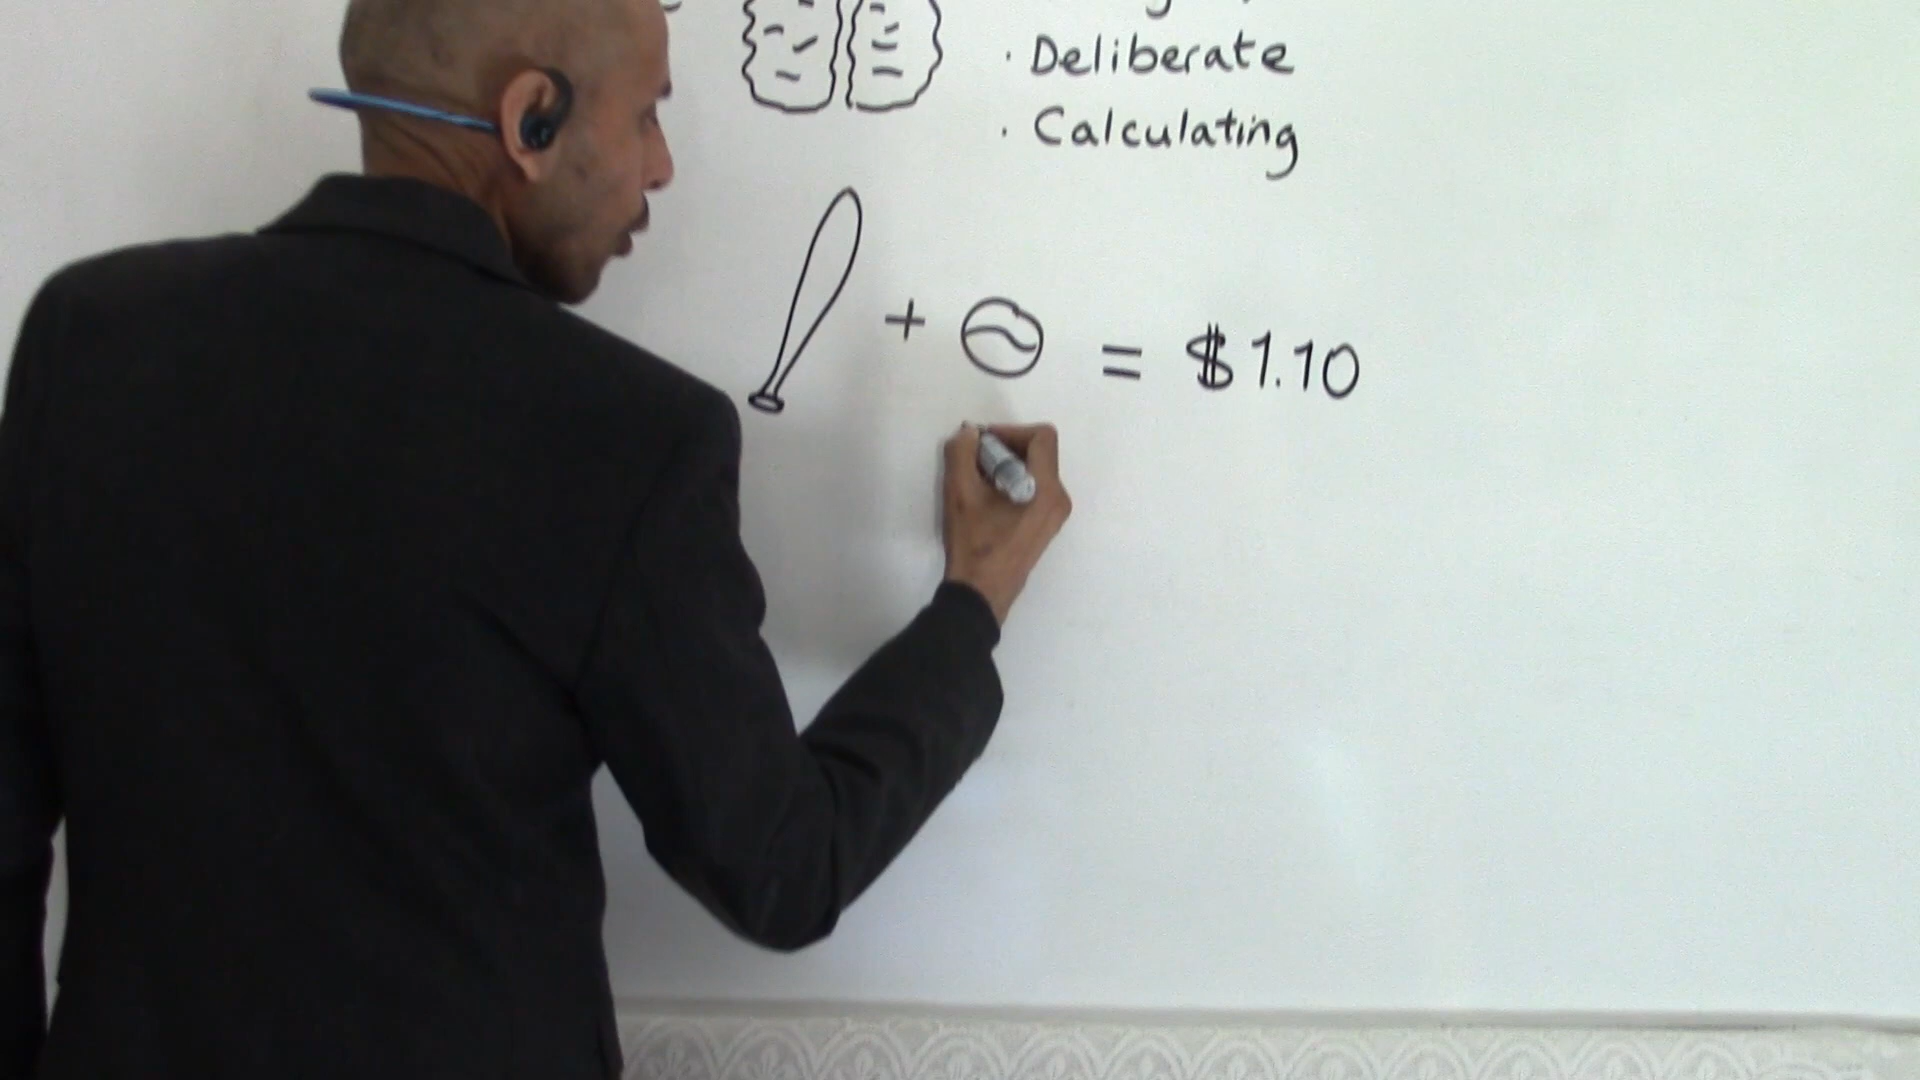 · Deliberate
· Calculating
+ = $1.10